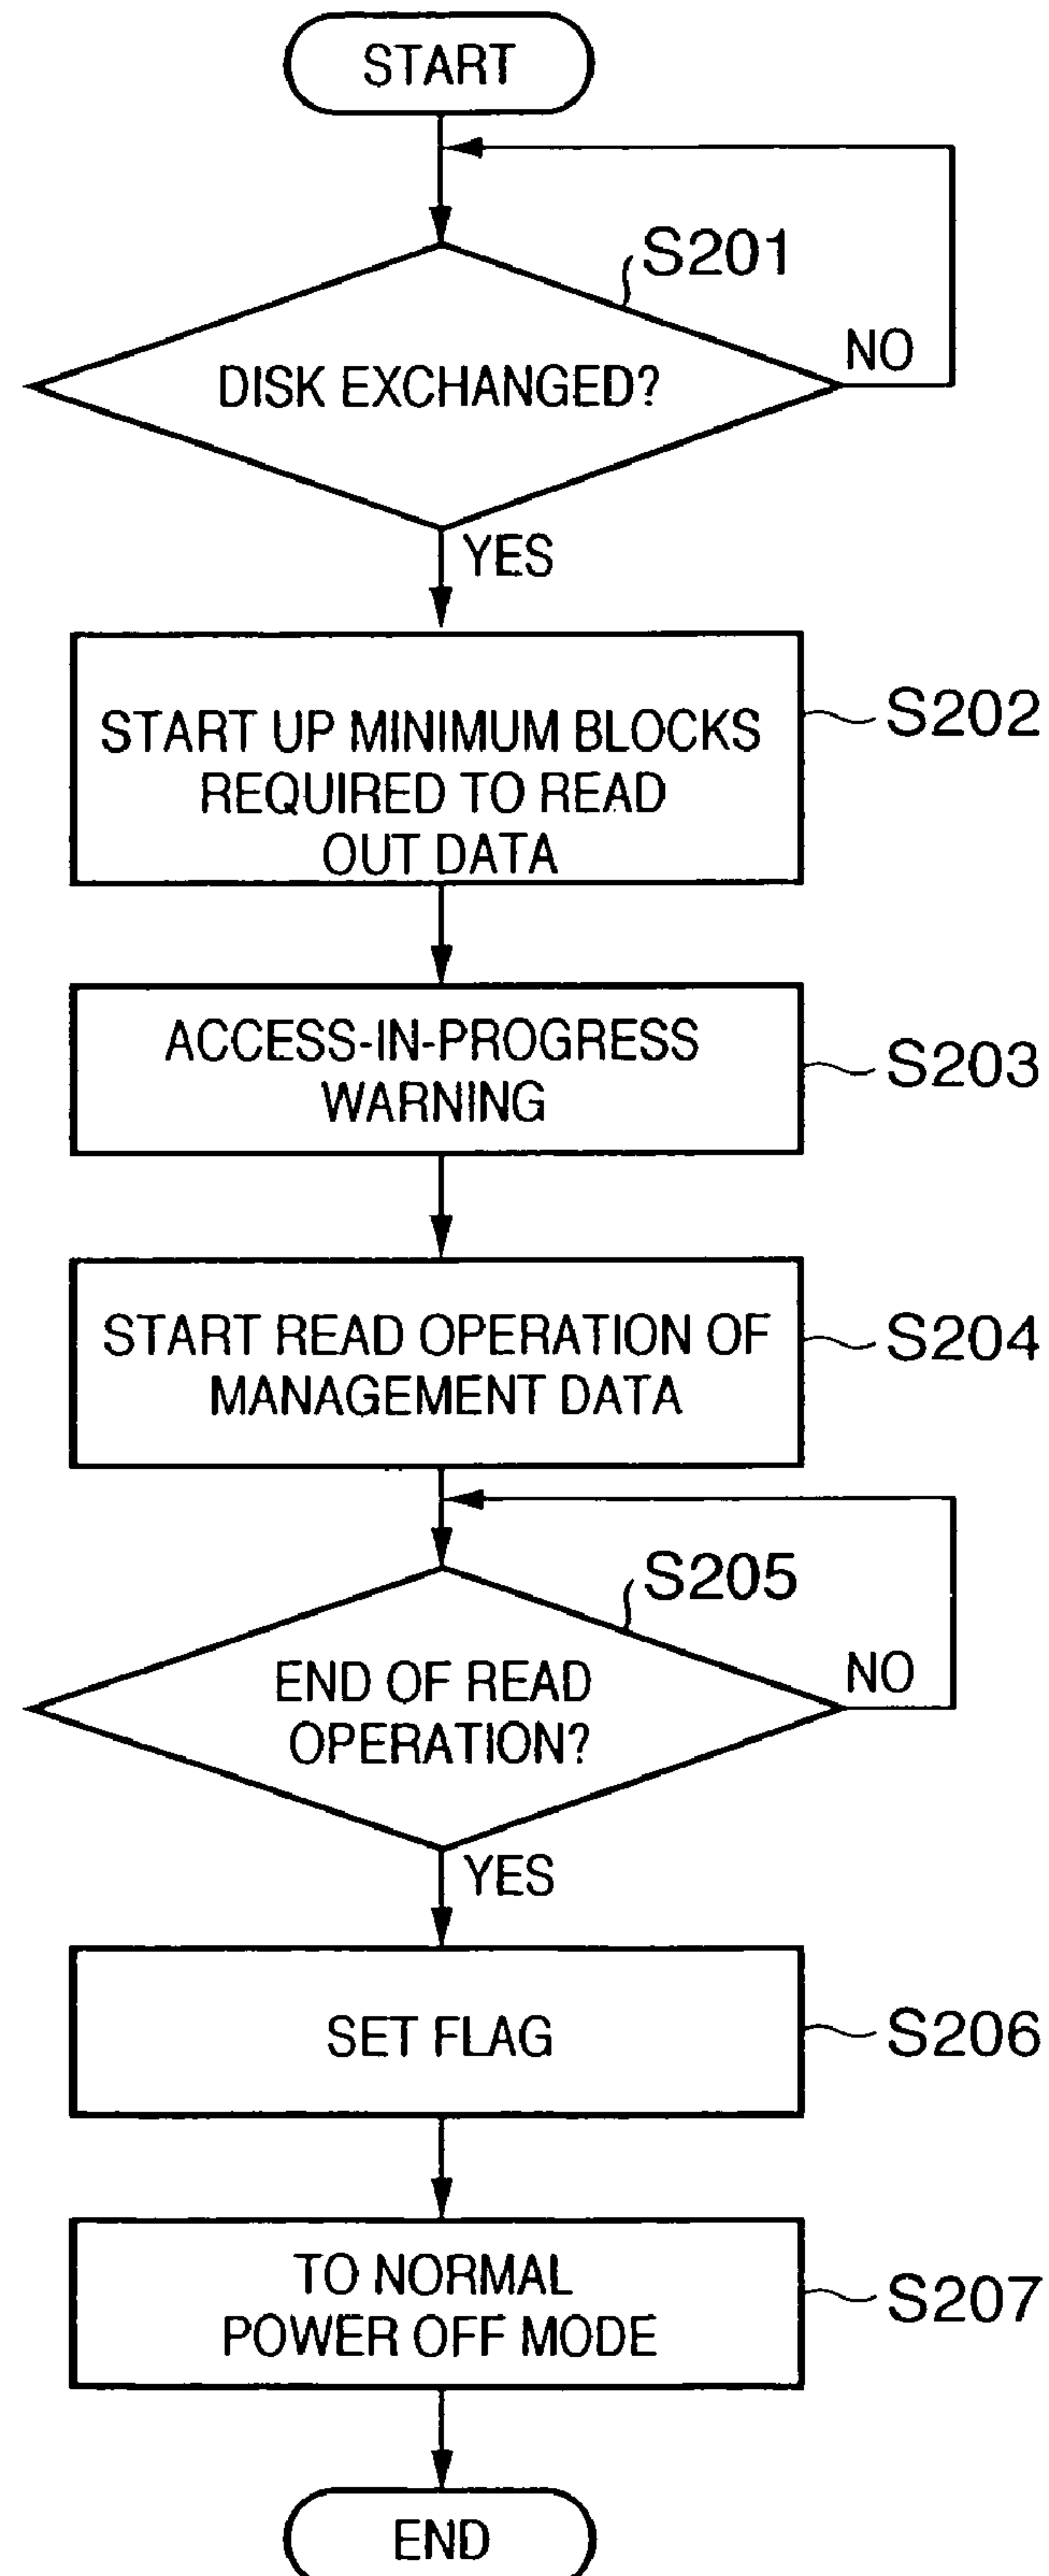 START
S201
DISK EXCHANGED?
NO
YES
START UP MINIMUM BLOCKS
REQUIRED TO READ
OUT DATA
S202
ACCESS-IN-PROGRESS
WARNING
S203
START READ OPERATION OF
MANAGEMENT DATA
S204
S205
END OF READ
OPERATION?
NO
YES
SET FLAG
S206
TO NORMAL
POWER OFF MODE
S207
END